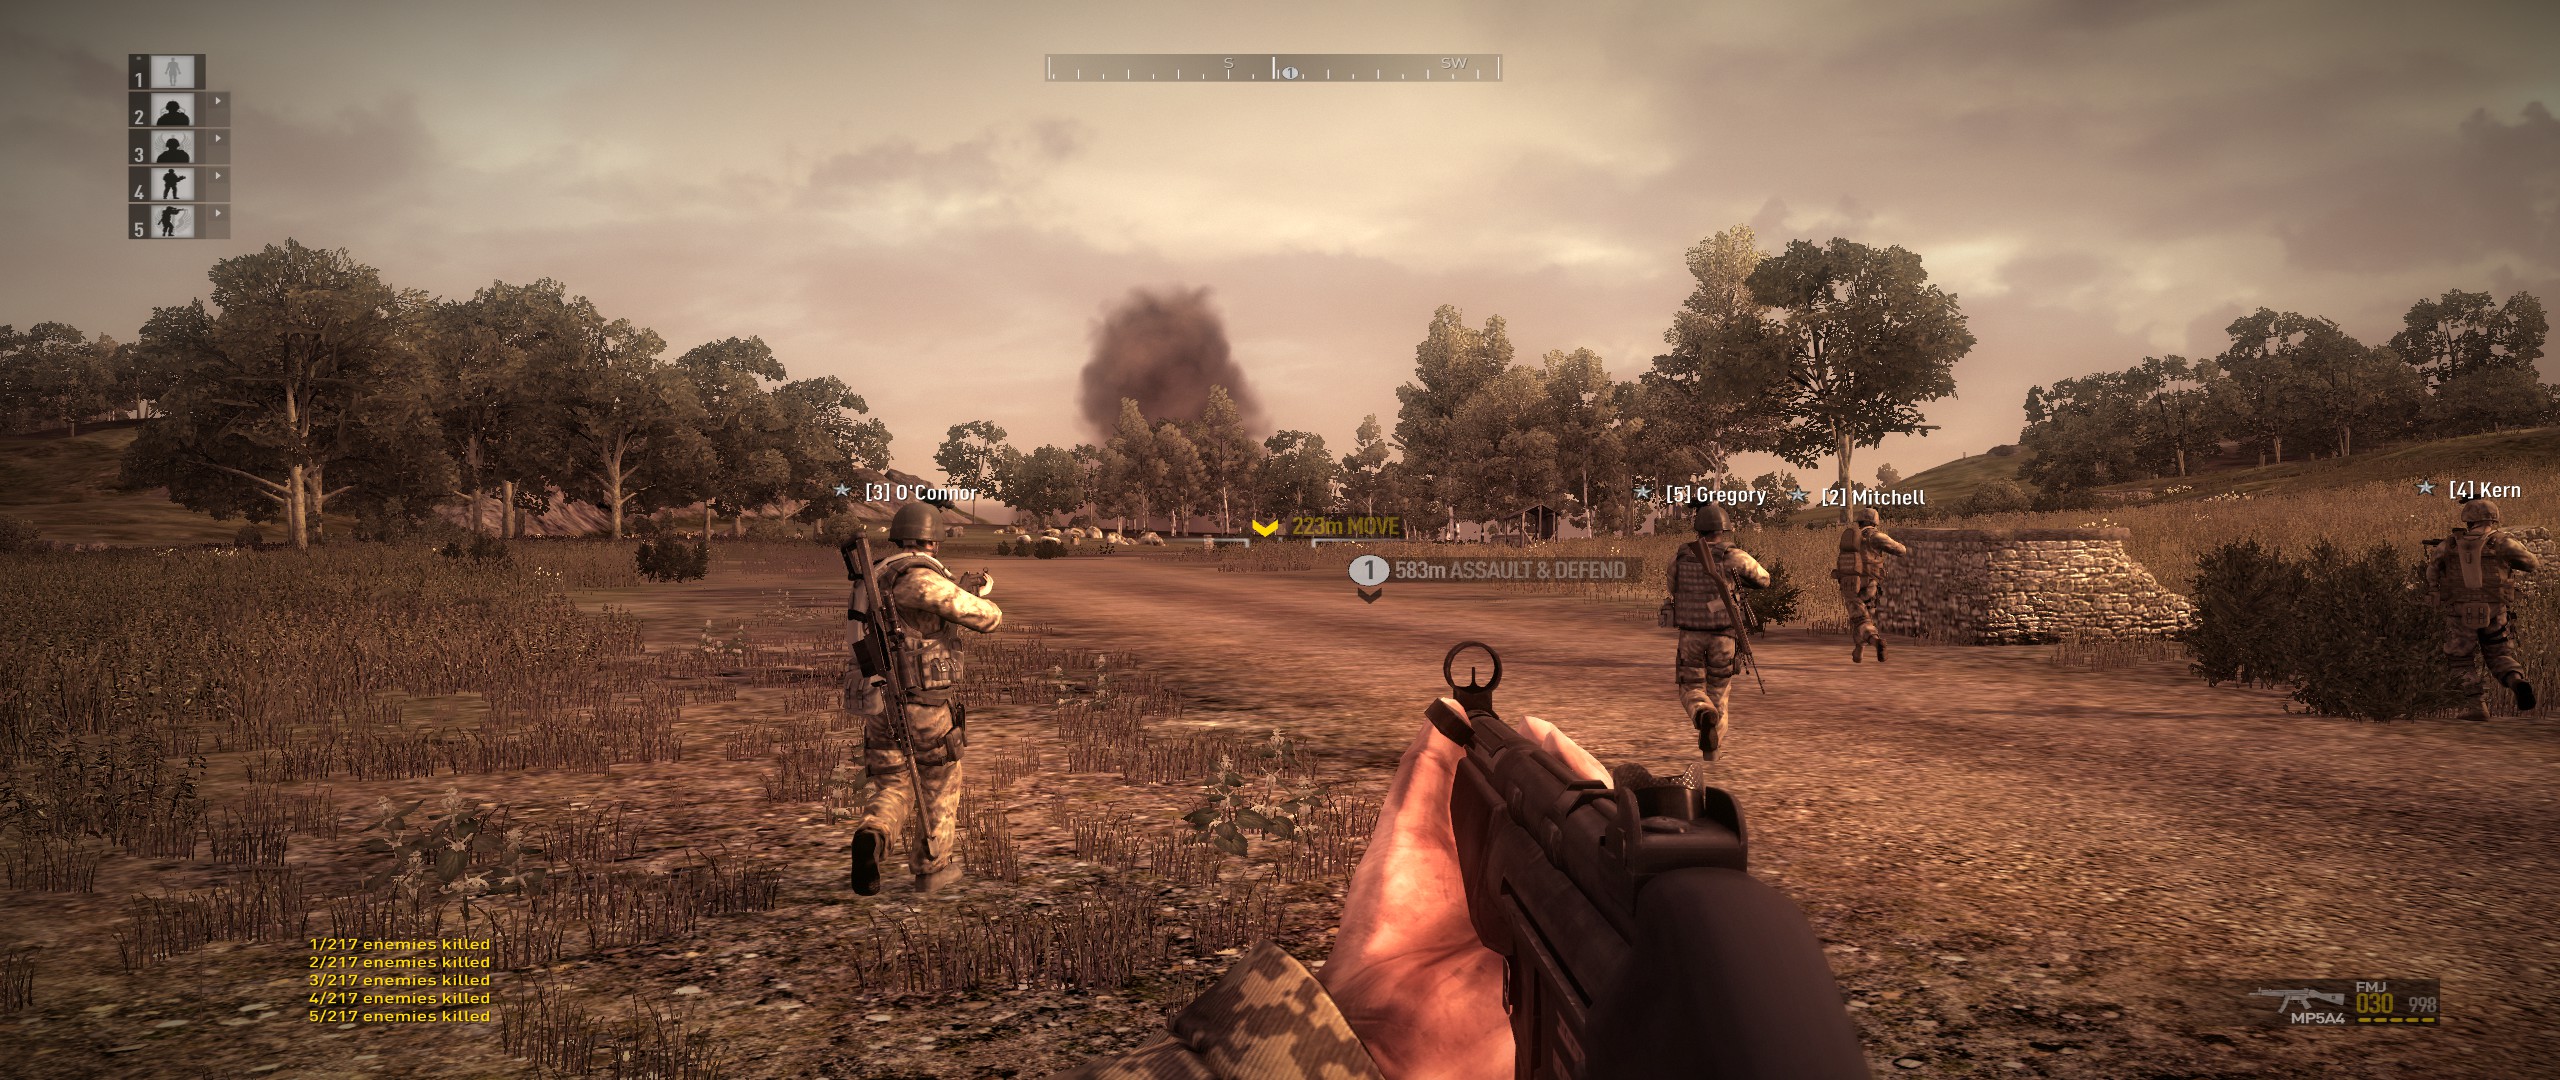 1
2
3
4
5
S
1
SW
[3] O'Connor
[5] Gregory
[2] Mitchell
[4] Kern
223m MOVE
1 583m ASSAULT & DEFEND
1/217 enemies killed
2/217 enemies killed
3/217 enemies killed
4/217 enemies killed
5/217 enemies killed
FMJ
030 998
MP5A4